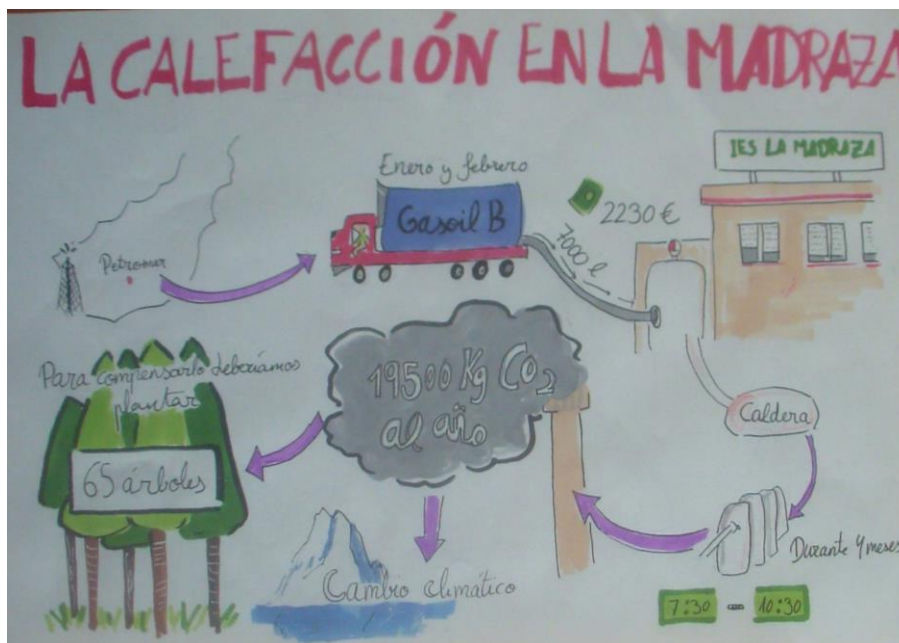 LA CALEFACCIÓN EN LA MADRAZA
Enero y febrero
IES LA MADRAZA
Gasoil B
2230 €
7000 l
Petromer
19500 Kg CO2
al año
Para compensarlo deberíamos
plantar
65 árboles
Caldera
Cambio climático
Durante 4 meses
7:30 - 10:30